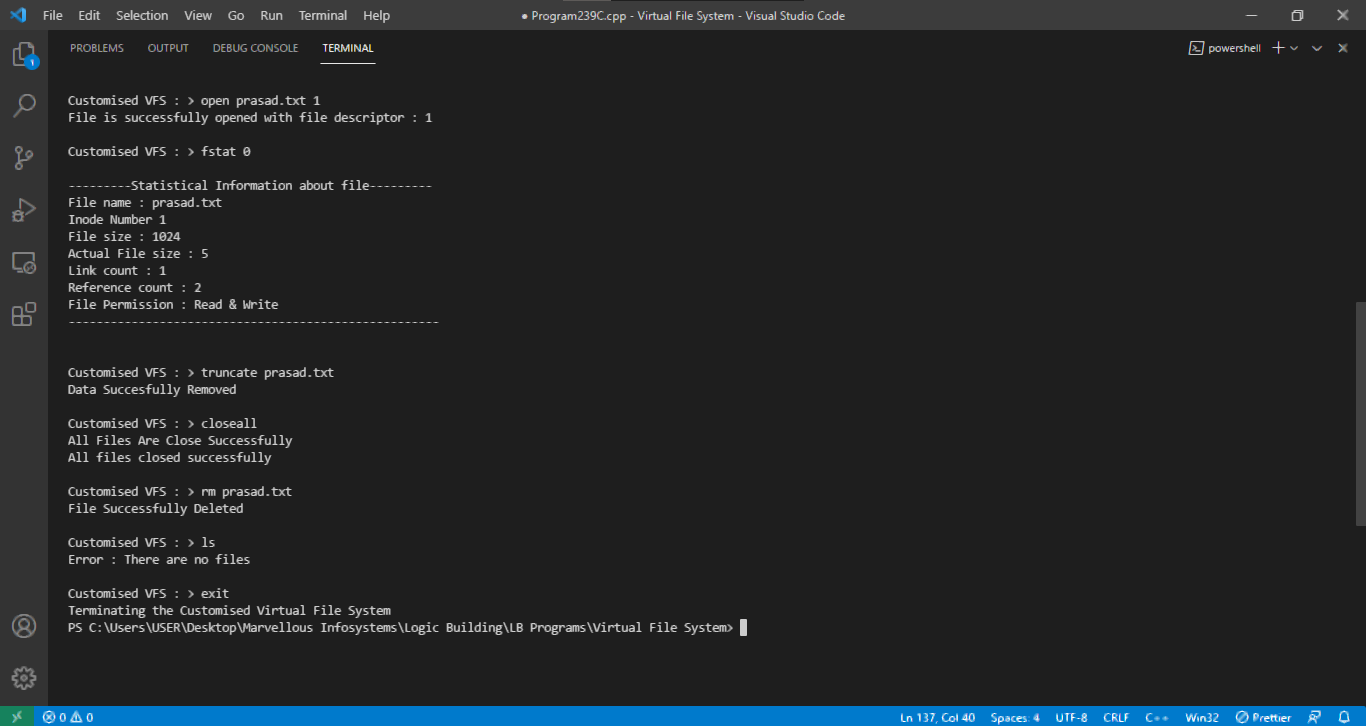 File Edit Selection View Go Run Terminal Help ● Program239C.cpp - Virtual File System - Visual Studio Code
PROBLEMS OUTPUT DEBUG CONSOLE TERMINAL powershell
1
Customised VFS : > open prasad.txt 1
File is successfully opened with file descriptor : 1
Customised VFS : > fstat 0
---------Statistical Information about file---------
File name : prasad.txt
Inode Number 1
File size : 1024
Actual File size : 5
Link count : 1
Reference count : 2
File Permission : Read & Write
-----------------------------------------------------
Customised VFS : > truncate prasad.txt
Data Succesfully Removed
Customised VFS : > closeall
All Files Are Close Successfully
All files closed successfully
Customised VFS : > rm prasad.txt
File Successfully Deleted
Customised VFS : > ls
Error : There are no files
Customised VFS : > exit
Terminating the Customised Virtual File System
PS C:\Users\USER\Desktop\Marvellous Infosystems\Logic Building\LB Programs\Virtual File System>
0 0 Ln 137, Col 40 Spaces: 4 UTF-8 CRLF C++ Win32 Prettier